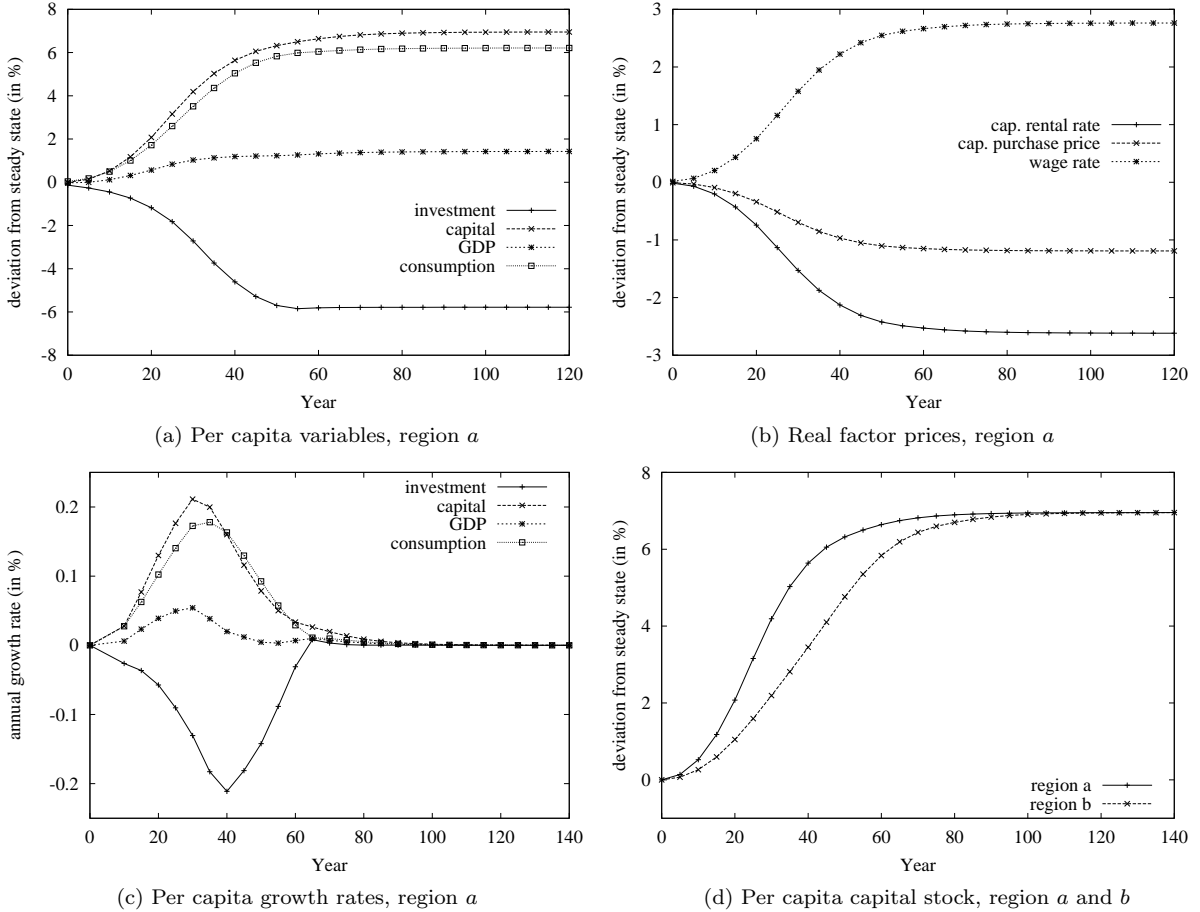 8
6
4
2
0
-2
-4
-6
-8
deviation from steady state (in %)
investment
capital
GDP
consumption
0 20 40 60 80 100 120
Year
(a) Per capita variables, region a
3
2
1
0
-1
-2
-3
deviation from steady state (in %)
cap. rental rate
cap. purchase price
wage rate
0 20 40 60 80 100 120
Year
(b) Real factor prices, region a
0.2
0.1
0
-0.1
-0.2
annual growth rate (in %)
investment
capital
GDP
consumption
0 20 40 60 80 100 120 140
Year
(c) Per capita growth rates, region a
8
6
4
2
0
deviation from steady state (in %)
region a
region b
0 20 40 60 80 100 120 140
Year
(d) Per capita capital stock, region a and b